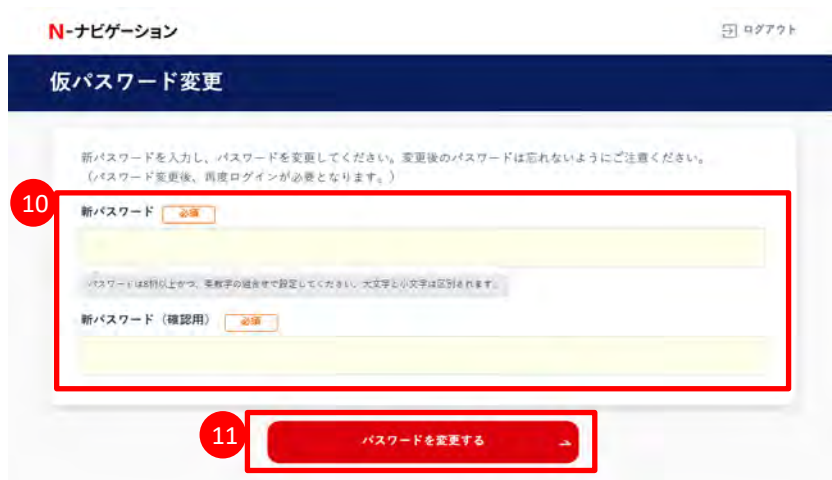 N-ナビゲーション
ログアウト
仮パスワード変更
新パスワードを入力し、パスワードを変更してください。変更後のパスワードは忘れないようにご注意ください。
（パスワード変更後、再度ログインが必要となります。）
10
新パスワード 必須
パスワードは8桁以上かつ、英数字の組合せで設定してください。大文字と小文字は区別されます。
新パスワード（確認用） 必須
11
パスワードを変更する